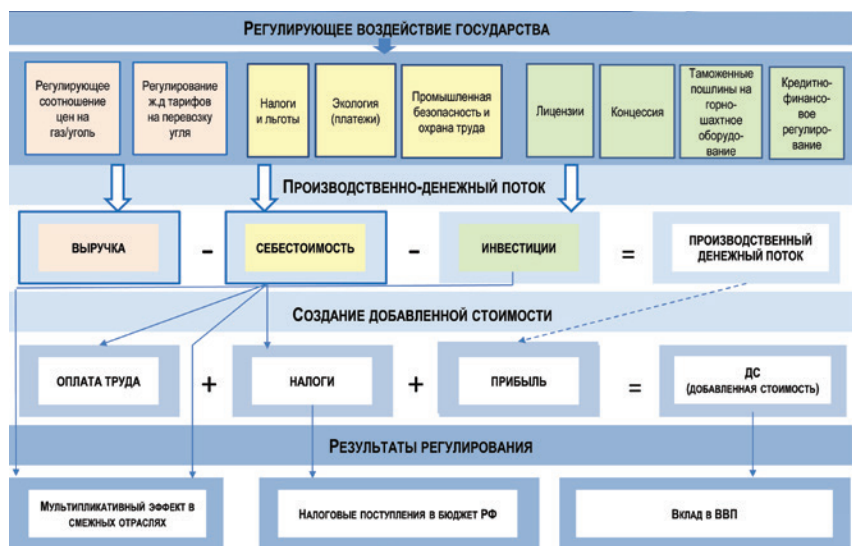 РЕГУЛИРУЮЩЕЕ ВОЗДЕЙСТВИЕ ГОСУДАРСТВА
Регулирующее
соотношение
цен на
газ/уголь
Регулирование
ж.д тарифов
на перевозку
угля
Налоги
и льготы
Экология
(платежи)
Промышленная
безопасность и
охрана труда
Лицензии
Концессия
Таможенные
пошлины на
горно-
шахтное
оборудо-
вание
Кредитно-
финансо-
вое
регулиро-
вание
ПРОИЗВОДСТВЕННО-ДЕНЕЖНЫЙ ПОТОК
ВЫРУЧКА
-
СЕБЕСТОИМОСТЬ
-
ИНВЕСТИЦИИ
=
ПРОИЗВОДСТВЕННЫЙ
ДЕНЕЖНЫЙ ПОТОК
СОЗДАНИЕ ДОБАВЛЕННОЙ СТОИМОСТИ
ОПЛАТА ТРУДА
+
НАЛОГИ
+
ПРИБЫЛЬ
=
ДС
(ДОБАВЛЕННАЯ СТОИМОСТЬ)
РЕЗУЛЬТАТЫ РЕГУЛИРОВАНИЯ
МУЛЬТИПЛИКАТИВНЫЙ ЭФФЕКТ В
СМЕЖНЫХ ОТРАСЛЯХ
НАЛОГОВЫЕ ПОСТУПЛЕНИЯ В БЮДЖЕТ РФ
ВКЛАД В ВВП